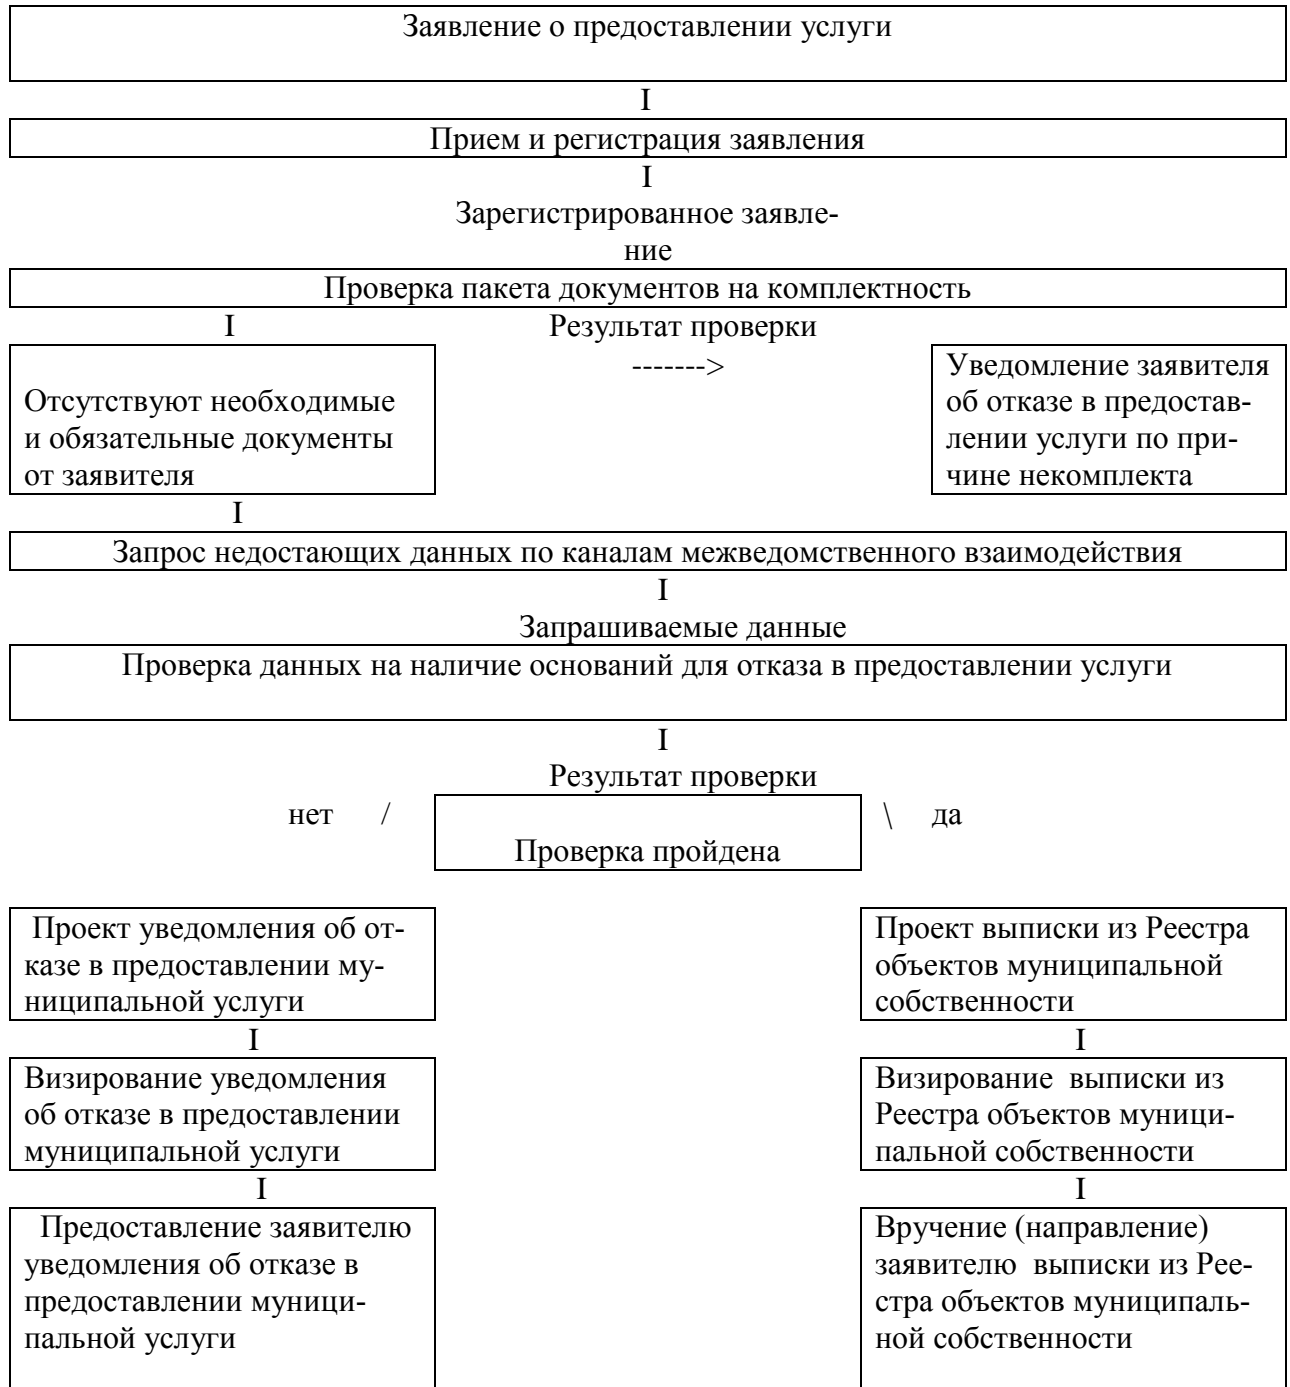 Заявление о предоставлении услуги
I
Прием и регистрация заявления
I
Зарегистрированное заявле-
ние
Проверка пакета документов на комплектность
I Результат проверки
------->
Отсутствуют необходимые
и обязательные документы
от заявителя
Уведомление заявителя
об отказе в предостав-
лении услуги по при-
чине некомплекта
I
Запрос недостающих данных по каналам межведомственного взаимодействия
I
Запрашиваемые данные
Проверка данных на наличие оснований для отказа в предоставлении услуги
I
Результат проверки
нет / \ да
Проверка пройдена
Проект уведомления об от-
казе в предоставлении му-
ниципальной услуги
Проект выписки из Реестра
объектов муниципальной
собственности
I I
Визирование уведомления
об отказе в предоставлении
муниципальной услуги
Визирование  выписки из
Реестра объектов муници-
пальной собственности
I I
Предоставление заявителю
уведомления об отказе в
предоставлении муници-
пальной услуги
Вручение (направление)
заявителю  выписки из Рее-
стра объектов муниципаль-
ной собственности